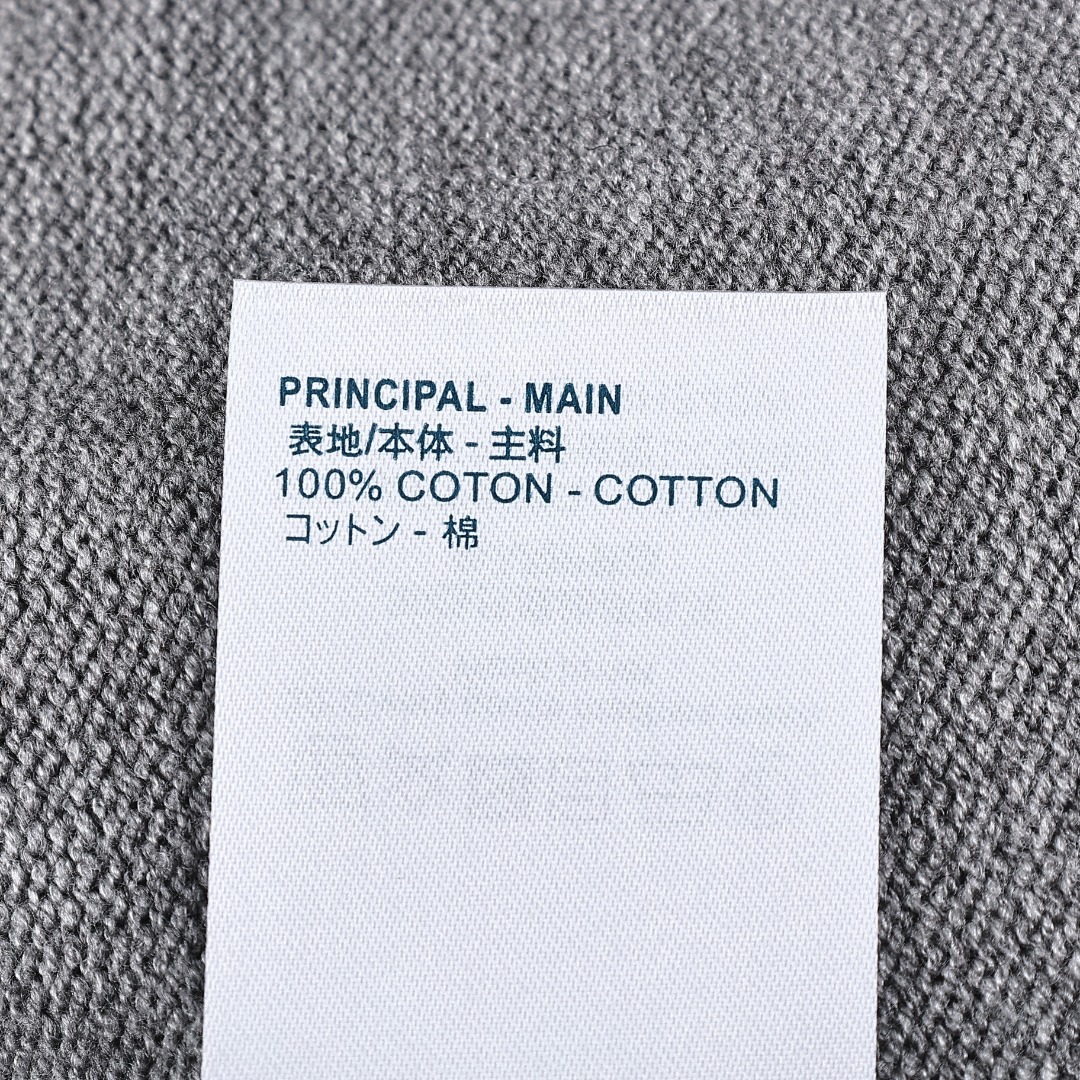 PRINCIPAL - MAIN
表地/本体 - 主料
100% COTON - COTTON
コットン - 棉